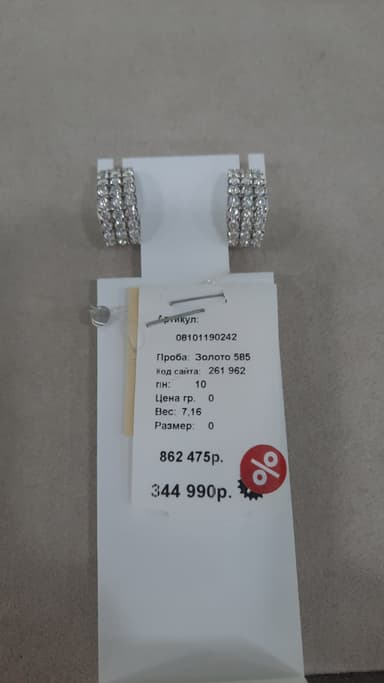 Артикул:
08101190242
Проба: Золото 585
Код сайта: 261 962
пн: 10
Цена гр. 0
Вес: 7,16
Размер: 0
862 475р.
344 990р.
%